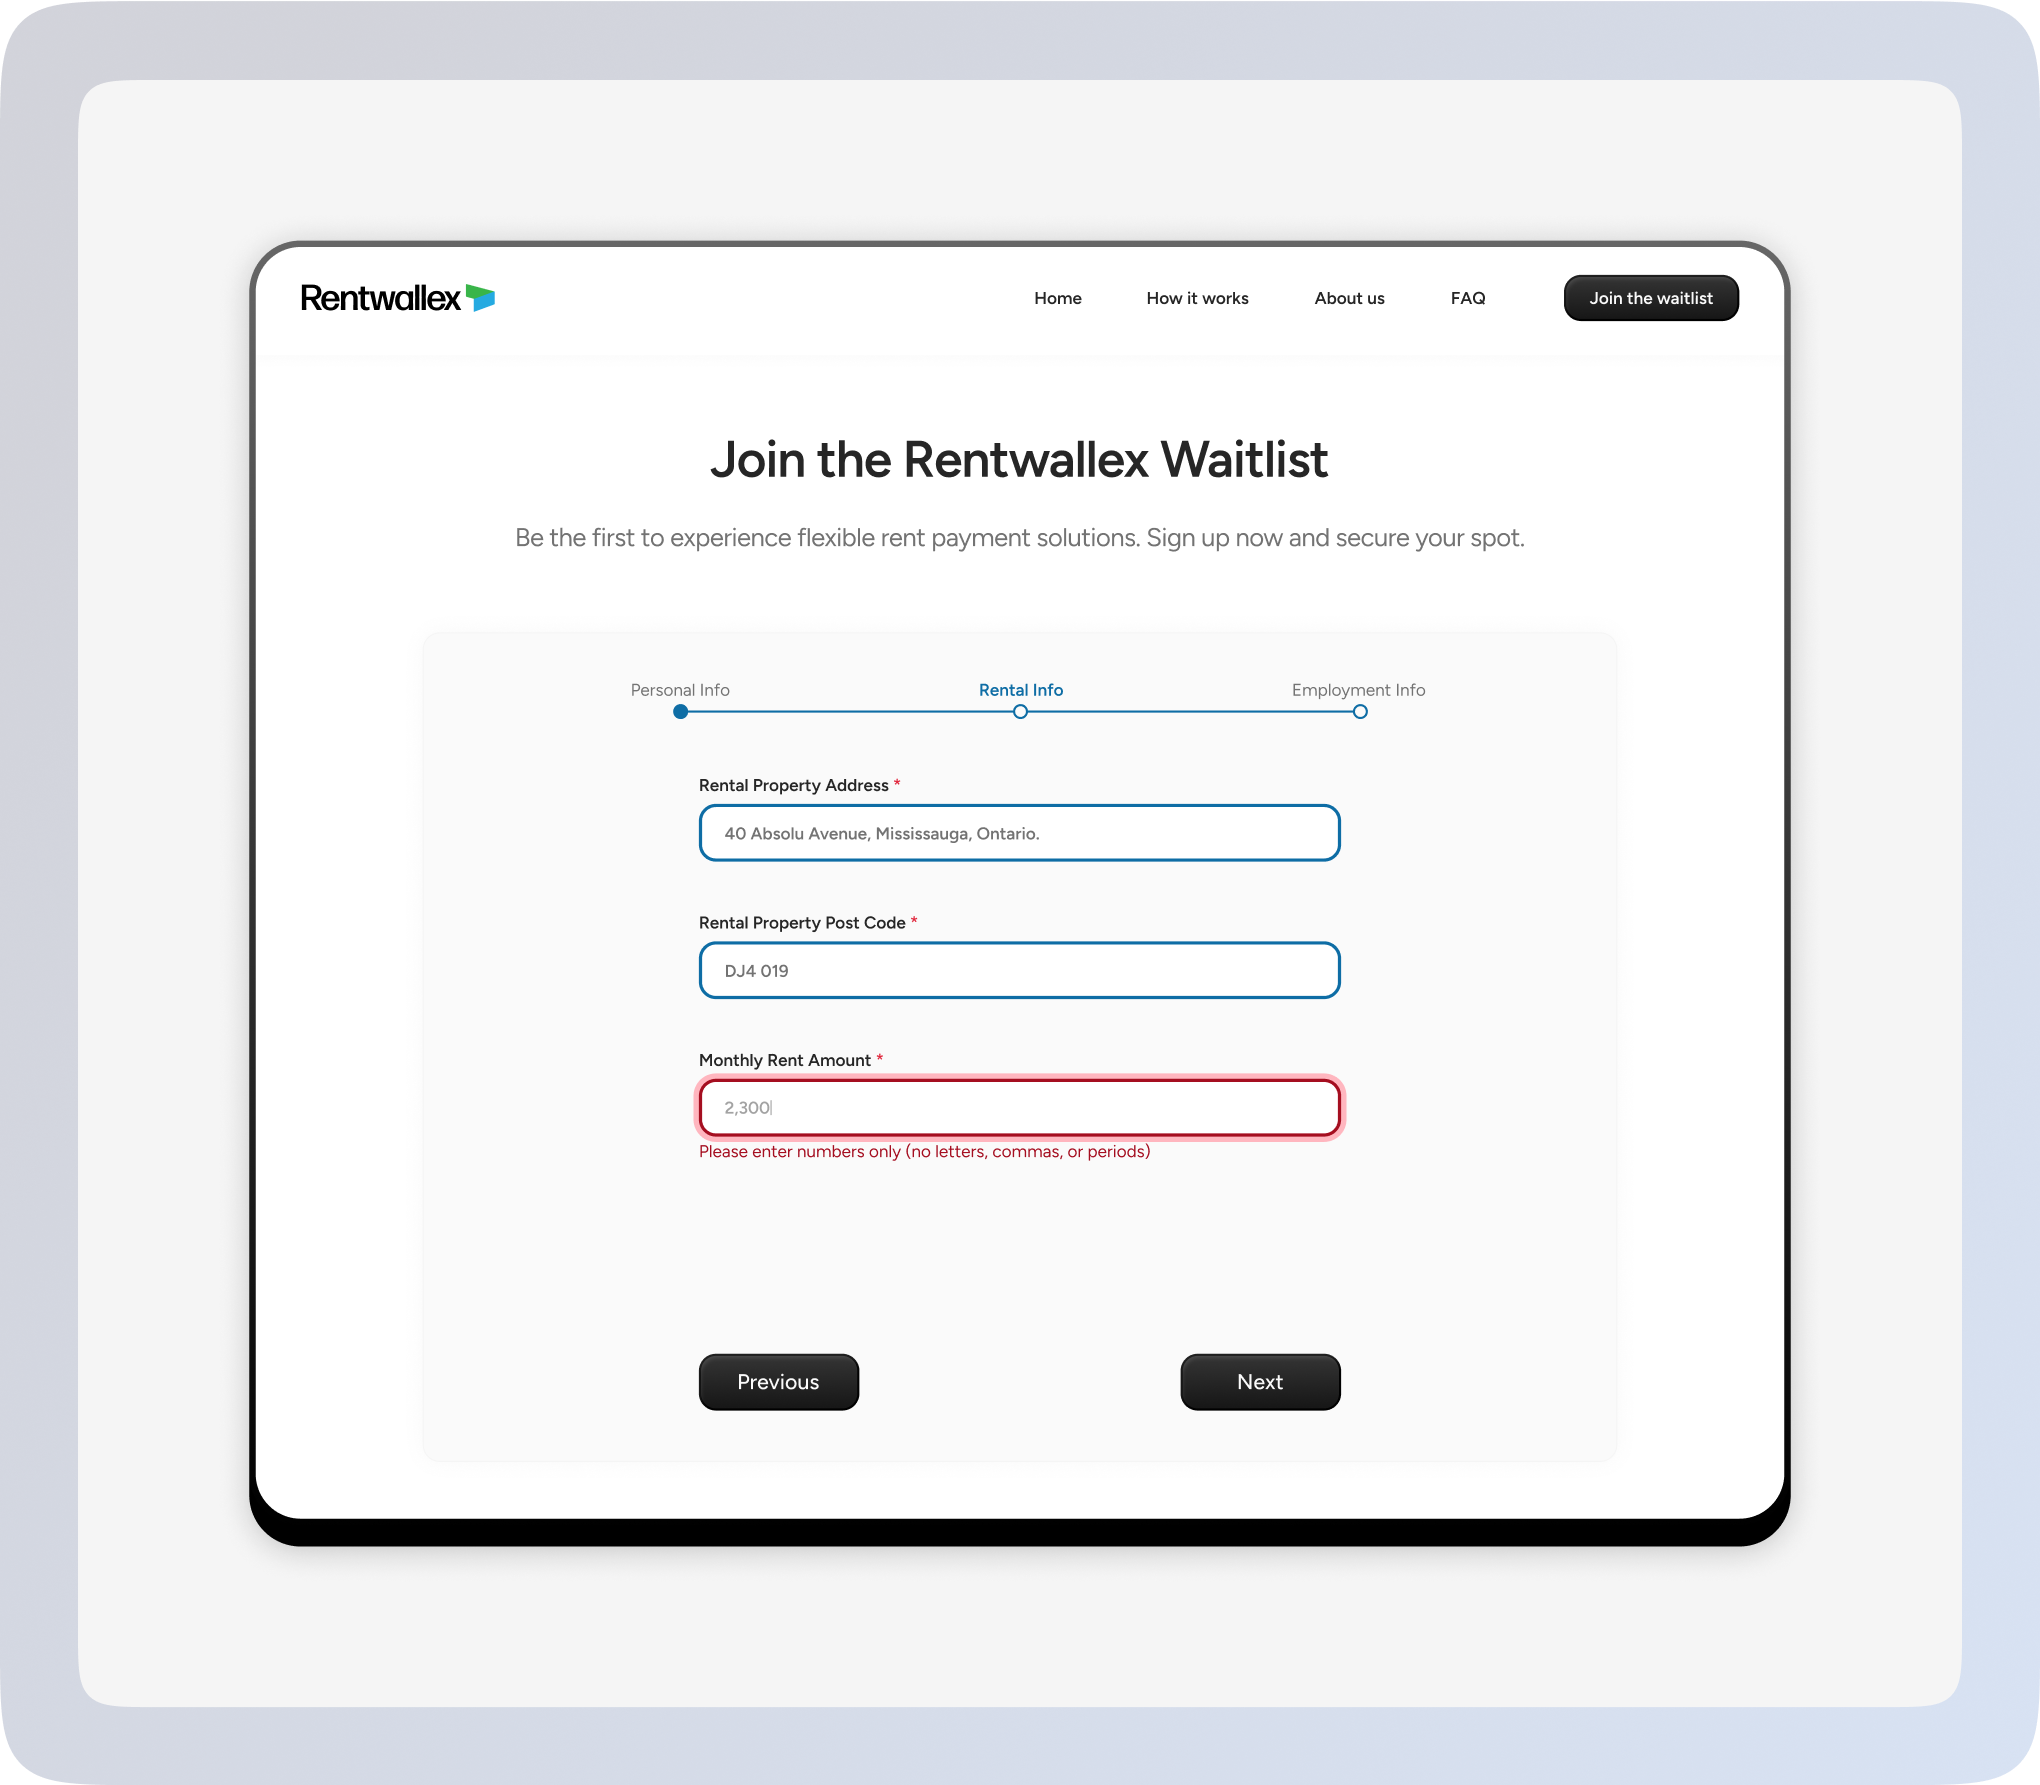 Rentwallex
Home How it works About us FAQ Join the waitlist
Join the Rentwallex Waitlist
Be the first to experience flexible rent payment solutions. Sign up now and secure your spot.
Personal Info Rental Info Employment Info
Rental Property Address *
40 Absolu Avenue, Mississauga, Ontario.
Rental Property Post Code *
DJ4 019
Monthly Rent Amount *
2,300
Please enter numbers only (no letters, commas, or periods)
Previous Next